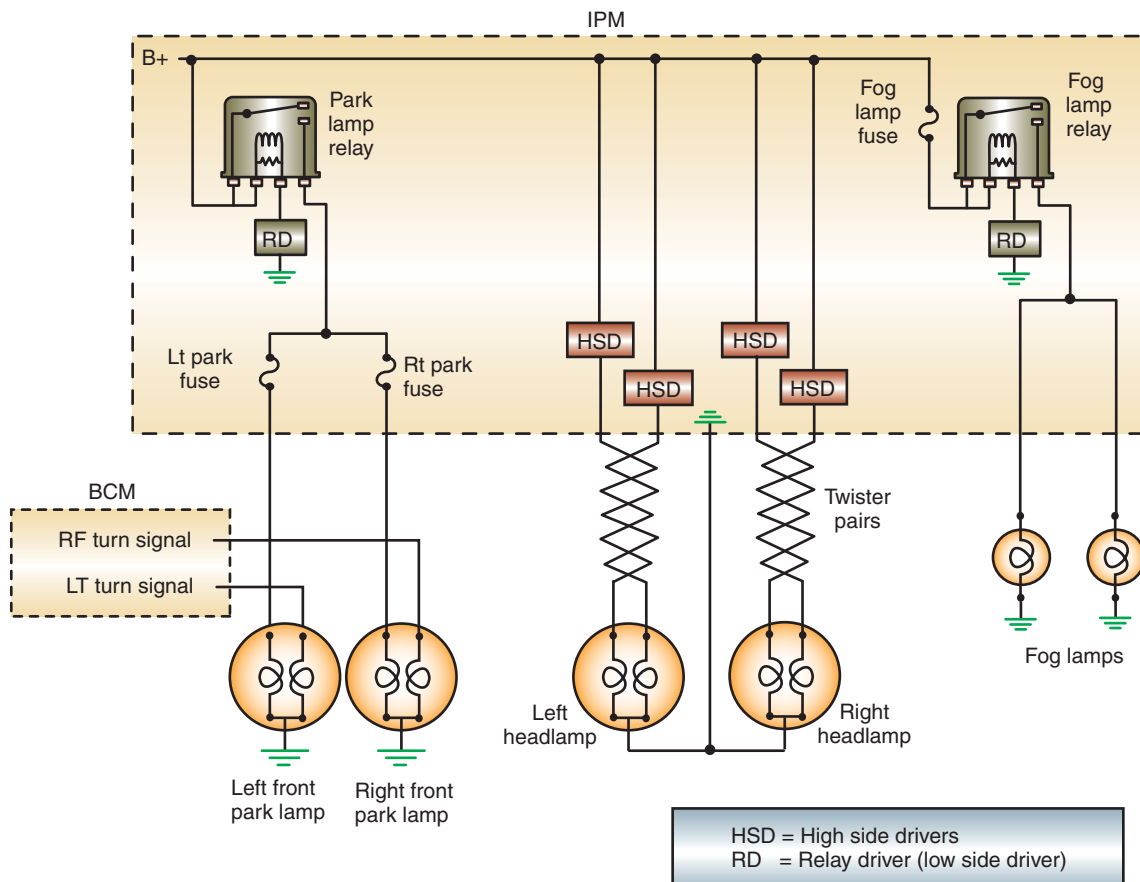 IPM
B+
Park
lamp
relay
Fog
lamp
fuse
Fog
lamp
relay
RD
RD
HSD
HSD
HSD
HSD
Lt park
fuse
Rt park
fuse
BCM
RF turn signal
LT turn signal
Twister
pairs
Left
headlamp
Right
headlamp
Fog lamps
Left front
park lamp
Right front
park lamp
HSD = High side drivers
RD = Relay driver (low side driver)